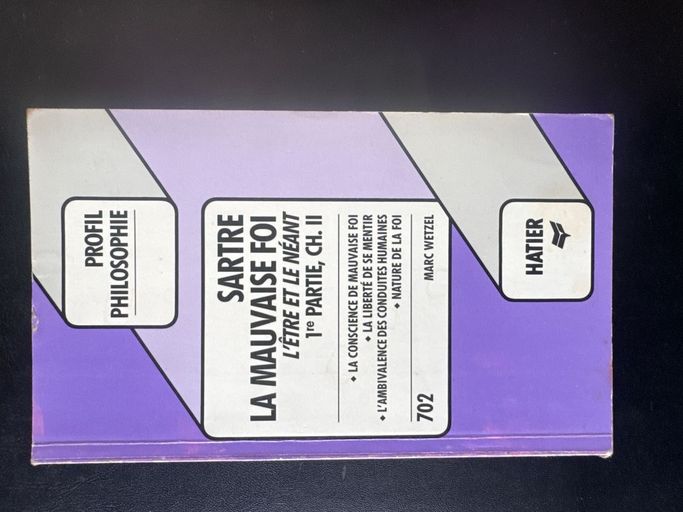 PROFIL
PHILOSOPHIE
SARTRE
LA MAUVAISE FOI
L'ÊTRE ET LE NÉANT
1re PARTIE, CH. II
• LA CONSCIENCE DE MAUVAISE FOI
• LA LIBERTÉ DE SE MENTIR
• L'AMBIVALENCE DES CONDUITES HUMAINES
• NATURE DE LA FOI
702 MARC WETZEL
HATIER